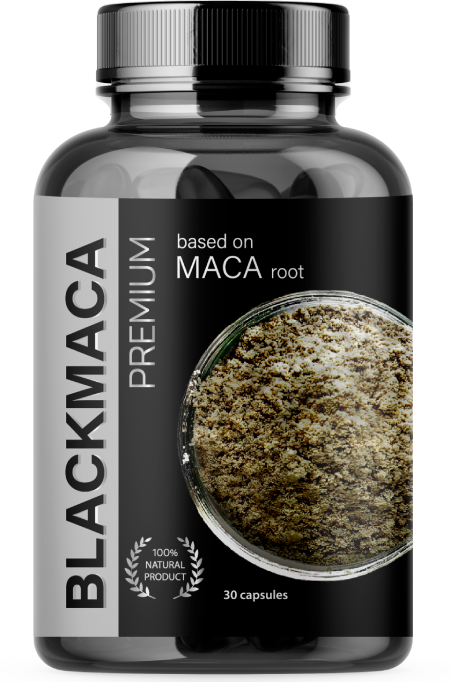 BLACKMACA
PREMIUM
based on
MACA root
100%
NATURAL
PRODUCT
30 capsules